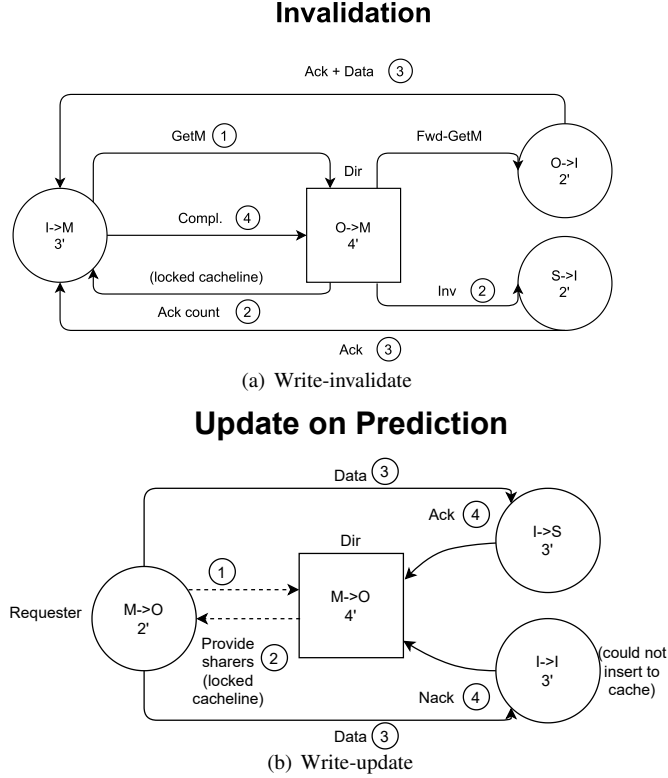 Invalidation
Ack + Data 3
GetM 1
Fwd-GetM
Dir
O->I
2'
I->M
3'
Compl. 4
O->M
4'
(locked cacheline)
Ack count 2
Inv 2
S->I
2'
Ack 3
(a) Write-invalidate
Update on Prediction
Data 3
Ack 4
I->S
3'
Dir
1
Requester
M->O
2'
M->O
4'
Provide
sharers
(locked
cacheline)
2
I->I
3'
(could not
insert to
cache)
Nack 4
Data 3
(b) Write-update